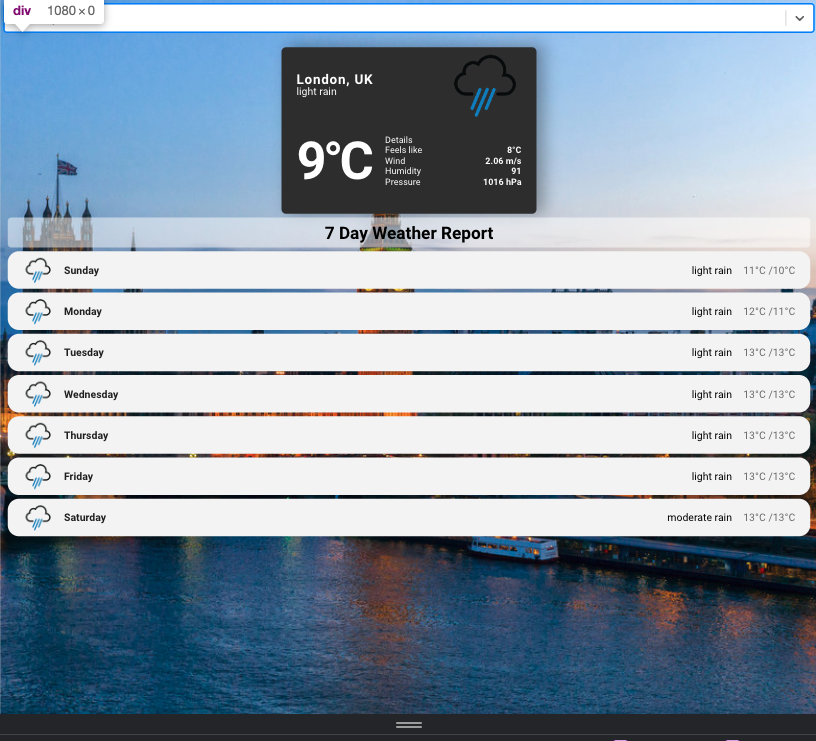 div 1080 × 0
London, UK
light rain
9°C
Details
Feels like 8°C
Wind 2.06 m/s
Humidity 91
Pressure 1016 hPa
7 Day Weather Report
Sunday light rain 11°C /10°C
Monday light rain 12°C /11°C
Tuesday light rain 13°C /13°C
Wednesday light rain 13°C /13°C
Thursday light rain 13°C /13°C
Friday light rain 13°C /13°C
Saturday moderate rain 13°C /13°C